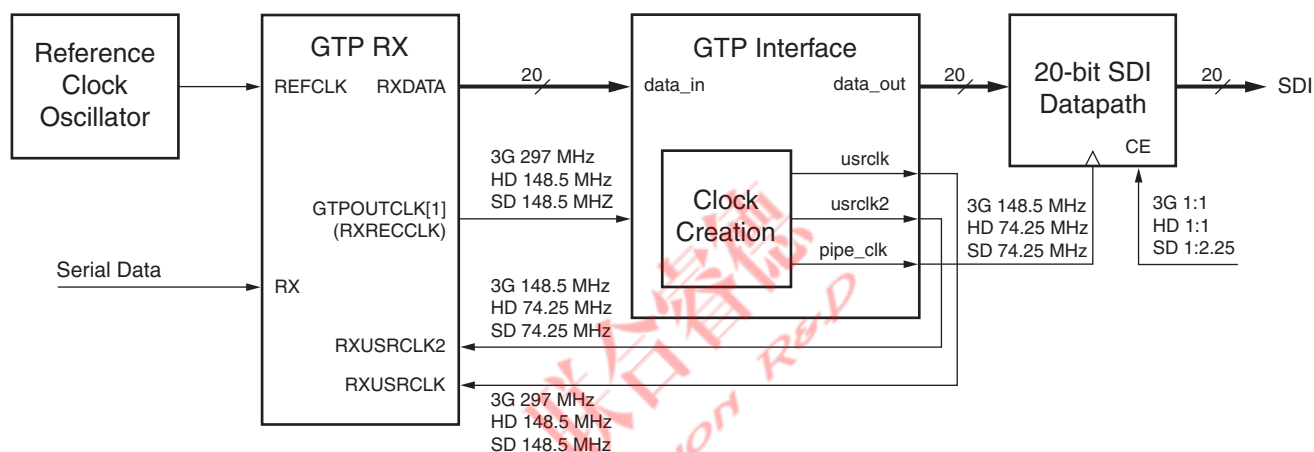 Reference
Clock
Oscillator
GTP RX
REFCLK
RXDATA
20
GTP Interface
data_in
data_out
20
20-bit SDI
Datapath
CE
20
SDI
3G 297 MHz
HD 148.5 MHz
SD 148.5 MHZ
GTPOUTCLK[1]
(RXRECCLK)
Clock
Creation
usrclk
usrclk2
pipe_clk
3G 148.5 MHz
HD 74.25 MHz
SD 74.25 MHz
3G 1:1
HD 1:1
SD 1:2.25
Serial Data
RX
3G 148.5 MHz
HD 74.25 MHz
SD 74.25 MHz
RXUSRCLK2
RXUSRCLK
3G 297 MHz
HD 148.5 MHz
SD 148.5 MHz
联合睿德
R&D